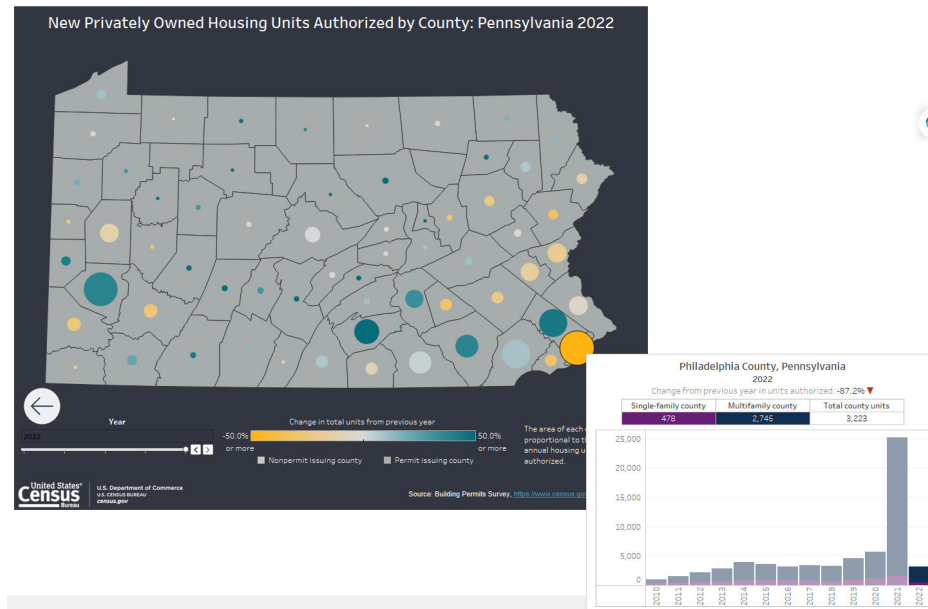 New Privately Owned Housing Units Authorized by County: Pennsylvania 2022
Year
2022
Change in total units from previous year
-50.0%
or more
50.0%
or more
Nonpermit issuing county
Permit issuing county
The area of each
proportional to
annual housing
authorized.
United States®
Census
Bureau
U.S. Department of Commerce
U.S. CENSUS BUREAU
census.gov
Source: Building Permits Survey, https://www.census.go
Philadelphia County, Pennsylvania
2022
Change from previous year in units authorized: -87.2% ▼
Single-family county Multifamily county Total county units
478 2,745 3,223
25,000
20,000
15,000
10,000
5,000
0
2010 2011 2012 2013 2014 2015 2016 2017 2018 2019 2020 2021 2022